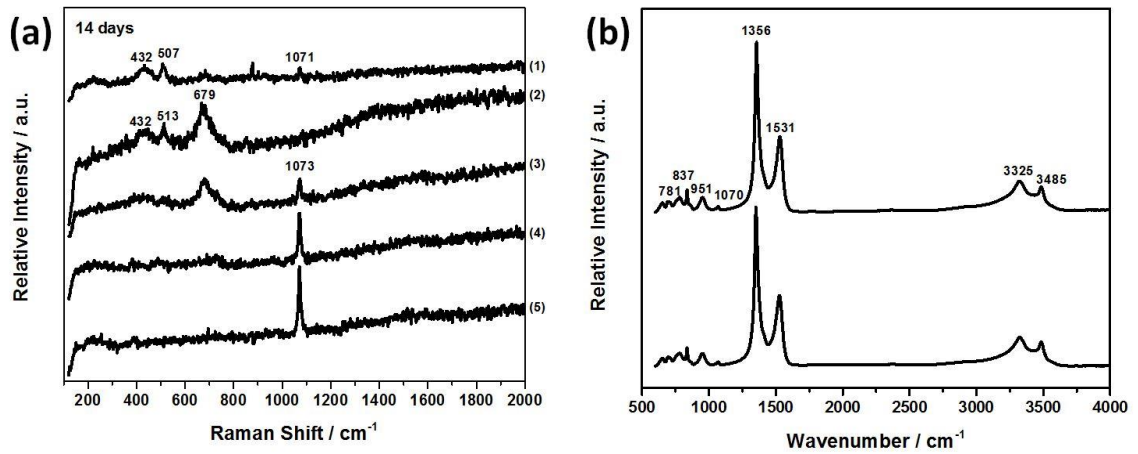 (a)
14 days
432 507 1071 (1)
679 (2)
432 513
1073 (3)
(4)
(5)
Relative Intensity / a.u.
200 400 600 800 1000 1200 1400 1600 1800 2000
Raman Shift / cm-1
(b)
1356
1531
837
781 951 1070
3325 3485
Relative Intensity / a.u.
500 1000 1500 2000 2500 3000 3500 4000
Wavenumber / cm-1